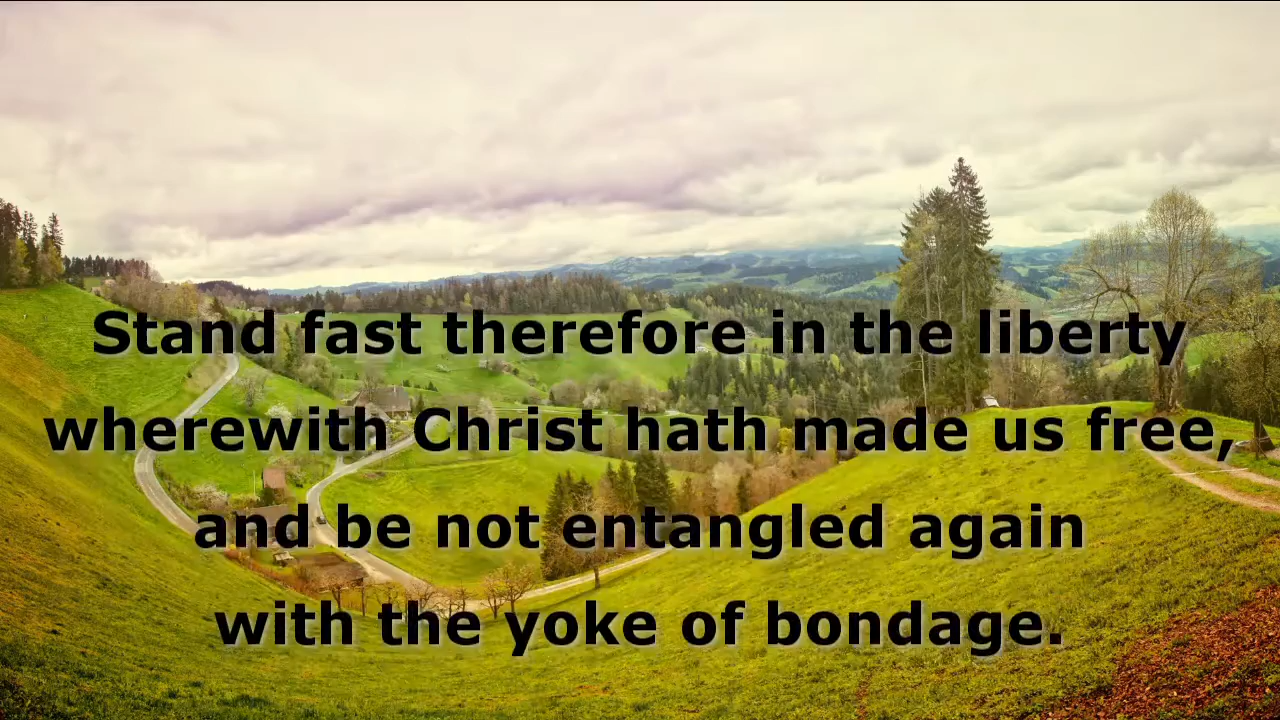 Stand fast therefore in the liberty
wherewith Christ hath made us free,
and be not entangled again
with the yoke of bondage.